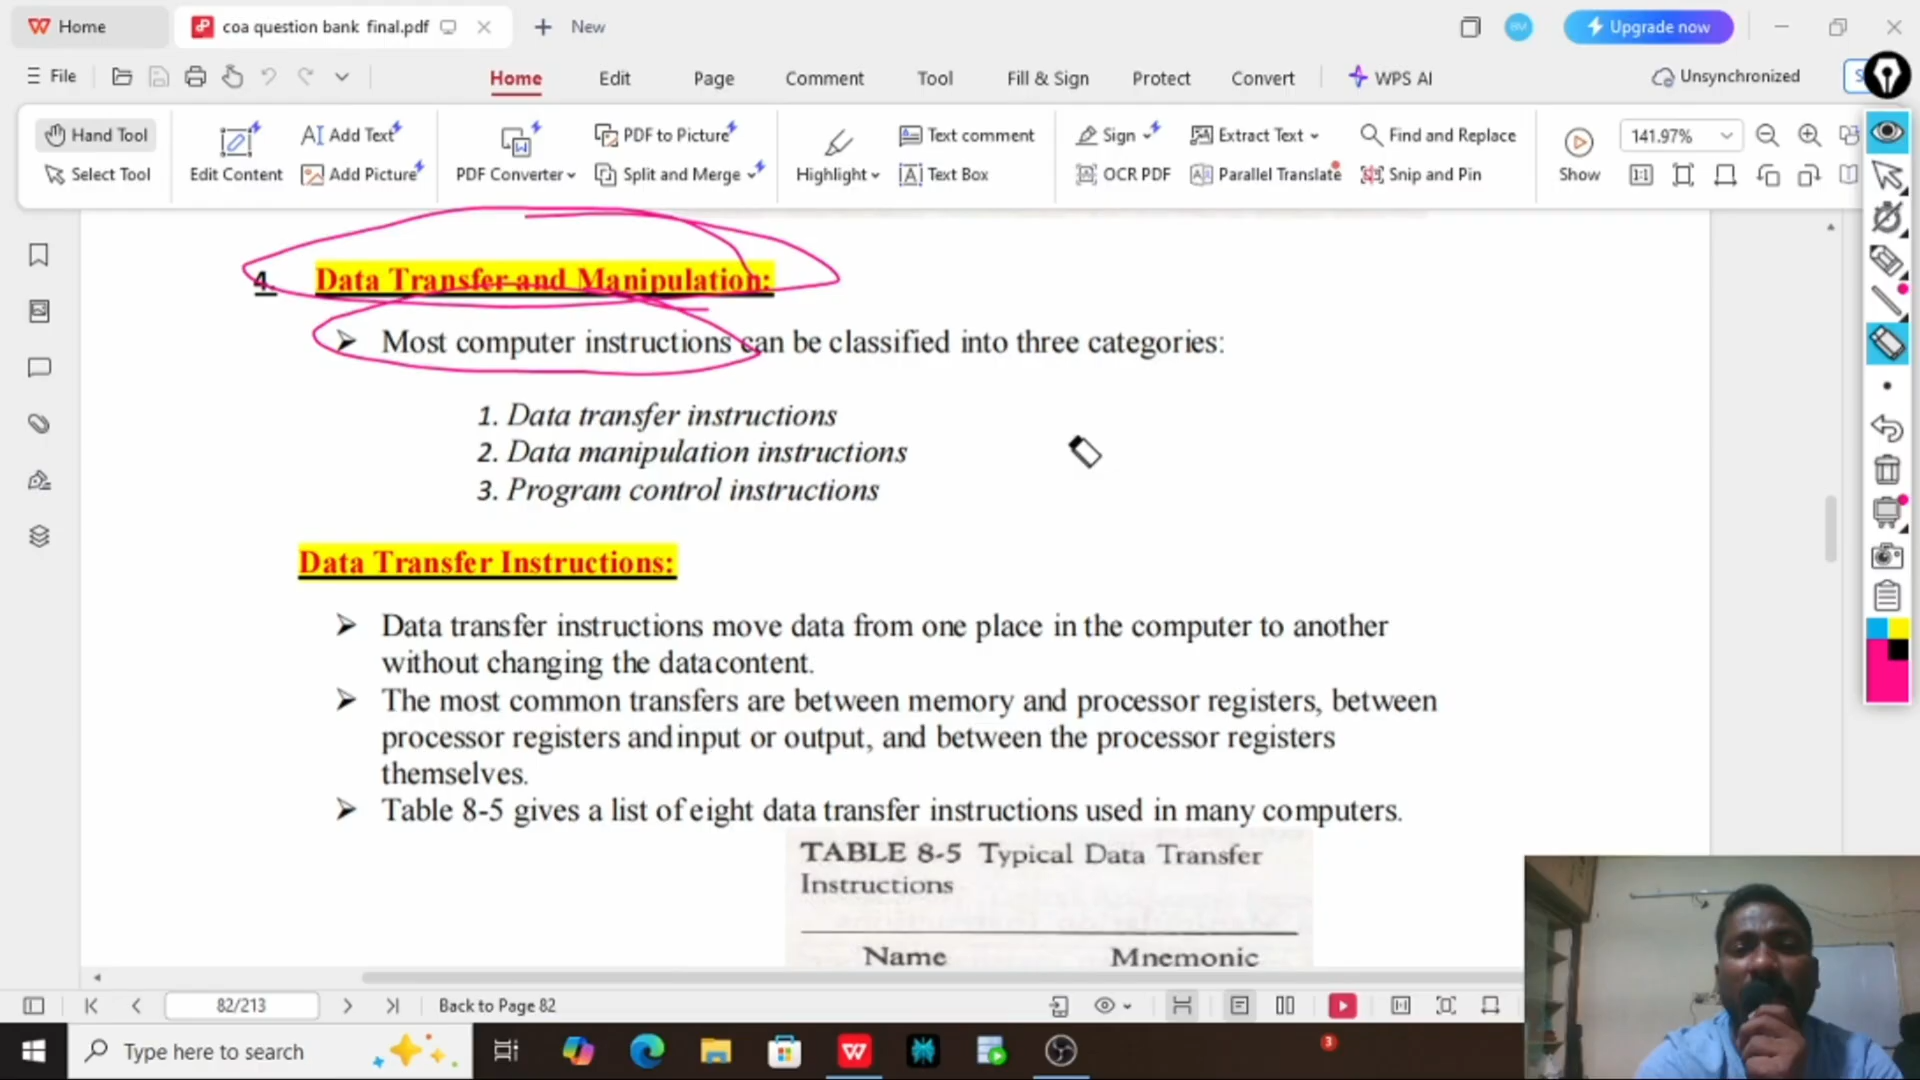 Home
coa question bank final.pdf
New
Upgrade now
File
Home
Edit
Page
Comment
Tool
Fill & Sign
Protect
Convert
WPS AI
Unsynchronized
Hand Tool
Select Tool
Edit Content
Add Text
Add Picture
PDF Converter
PDF to Picture
Split and Merge
Highlight
Text comment
Text Box
Sign
OCR PDF
Extract Text
Parallel Translate
Find and Replace
Snip and Pin
Show
141.97%
1:1
4. Data Transfer and Manipulation:
Most computer instructions can be classified into three categories:
1. Data transfer instructions
2. Data manipulation instructions
3. Program control instructions
Data Transfer Instructions:
Data transfer instructions move data from one place in the computer to another
without changing the datacontent.
The most common transfers are between memory and processor registers, between
processor registers andinput or output, and between the processor registers
themselves.
Table 8-5 gives a list of eight data transfer instructions used in many computers.
TABLE 8-5 Typical Data Transfer
Instructions
Name Mnemonic
82/213
Back to Page 82
Type here to search
3